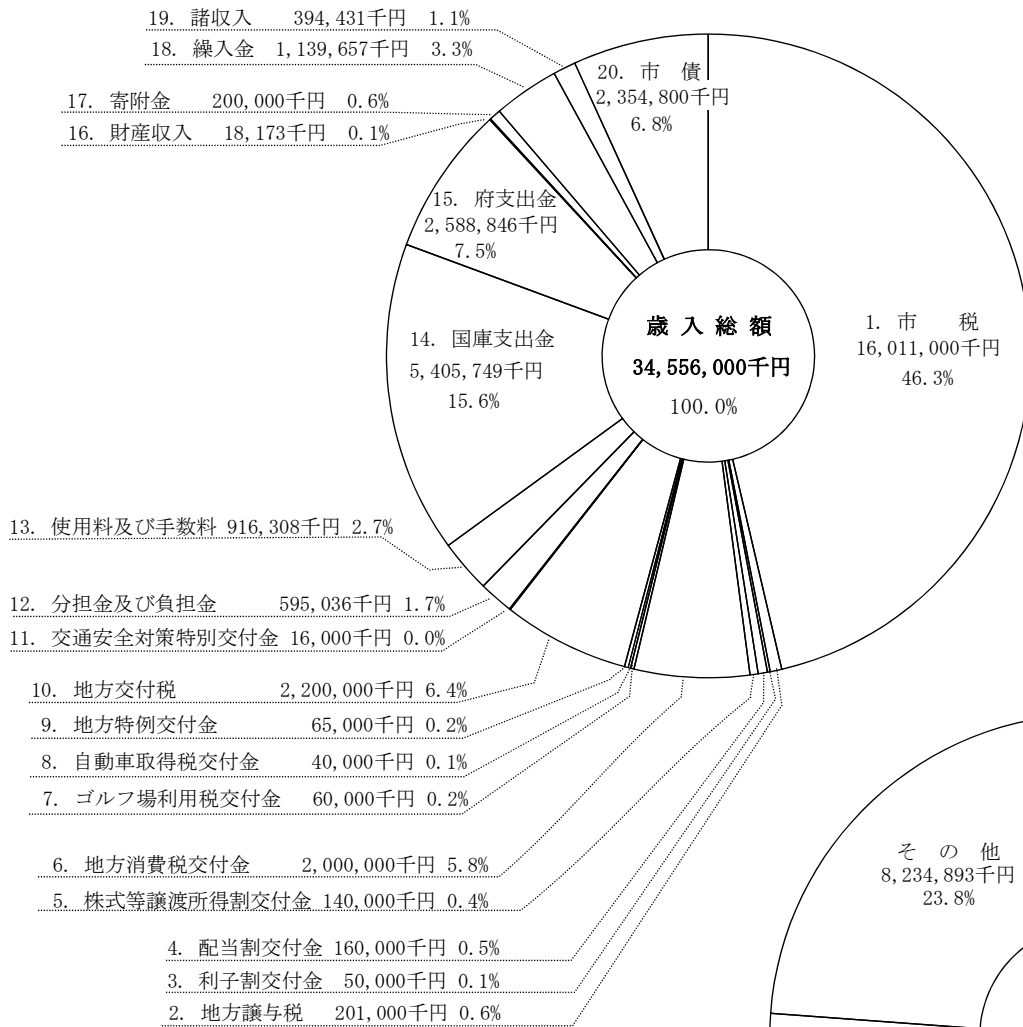 19. 諸収入 394,431千円 1.1%
18. 繰入金 1,139,657千円 3.3%
17. 寄附金 200,000千円 0.6%
16. 財産収入 18,173千円 0.1%
20. 市 債
2,354,800千円
6.8%
15. 府支出金
2,588,846千円
7.5%
14. 国庫支出金
5,405,749千円
15.6%
歳 入 総 額
34,556,000千円
100.0%
1. 市 税
16,011,000千円
46.3%
13. 使用料及び手数料 916,308千円 2.7%
12. 分担金及び負担金 595,036千円 1.7%
11. 交通安全対策特別交付金 16,000千円 0.0%
10. 地方交付税 2,200,000千円 6.4%
9. 地方特例交付金 65,000千円 0.2%
8. 自動車取得税交付金 40,000千円 0.1%
7. ゴルフ場利用税交付金 60,000千円 0.2%
6. 地方消費税交付金 2,000,000千円 5.8%
5. 株式等譲渡所得割交付金 140,000千円 0.4%
4. 配当割交付金 160,000千円 0.5%
3. 利子割交付金 50,000千円 0.1%
2. 地方譲与税 201,000千円 0.6%
そ の 他
8,234,893千円
23.8%